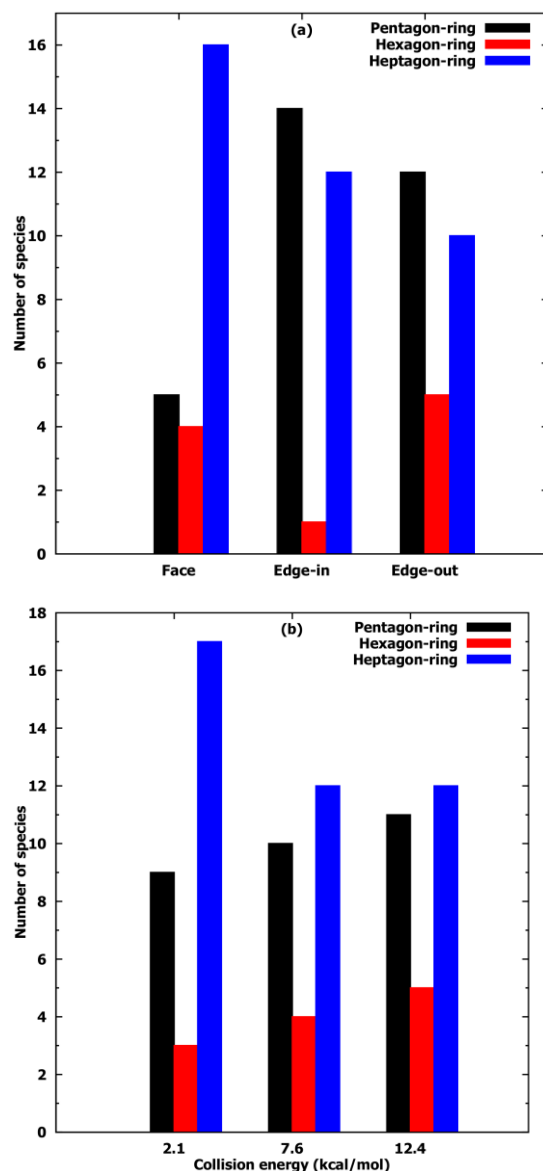 (a)
Pentagon-ring
Hexagon-ring
Heptagon-ring
16
14
12
10
8
6
4
2
0
Number of species
Face Edge-in Edge-out
(b)
Pentagon-ring
Hexagon-ring
Heptagon-ring
18
16
14
12
10
8
6
4
2
0
Number of species
2.1 7.6 12.4
Collision energy (kcal/mol)